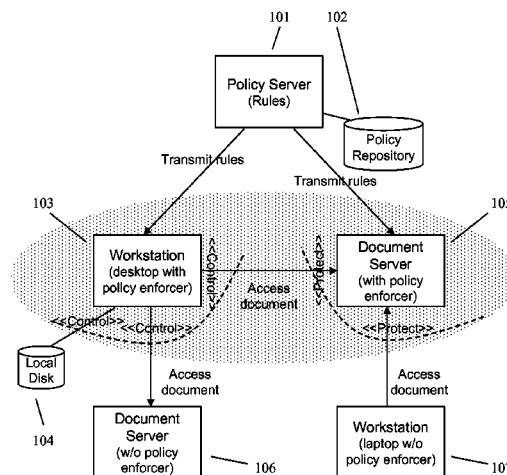 101
102
Policy Server
(Rules)
Policy
Repository
Transmit rules
Transmit rules
103
105
Workstation
(desktop with
policy enforcer)
<<Control>>
<<Protect>>
Document
Server
(with policy
enforcer)
Access
document
<<Control>>
<<Control>>
<<Protect>>
Local
Disk
Access
document
Access
document
104
Document
Server
(w/o policy
enforcer)
106
Workstation
(laptop w/o
policy enforcer)